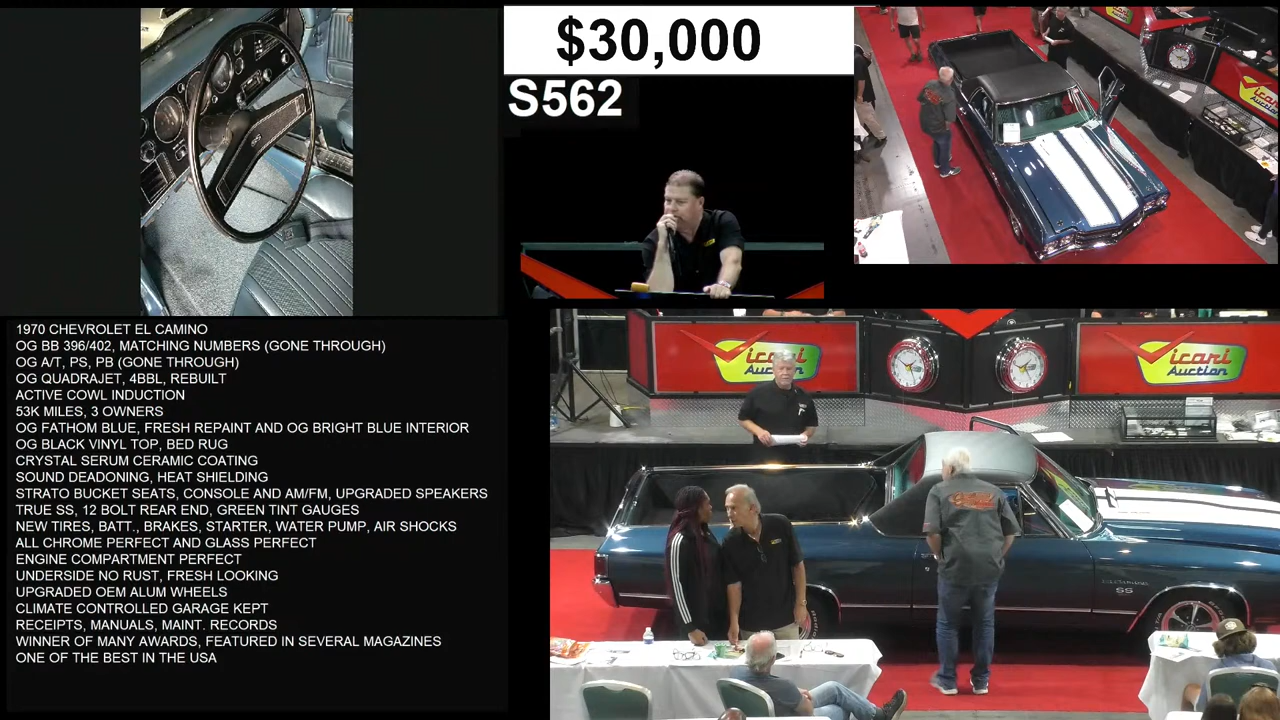 $30,000
S562
1970 CHEVROLET EL CAMINO
OG BB 396/402, MATCHING NUMBERS (GONE THROUGH)
OG A/T, PS, PB (GONE THROUGH)
OG QUADRAJET, 4BBL, REBUILT
ACTIVE COWL INDUCTION
53K MILES, 3 OWNERS
OG FATHOM BLUE, FRESH REPAINT AND OG BRIGHT BLUE INTERIOR
OG BLACK VINYL TOP, BED RUG
CRYSTAL SERUM CERAMIC COATING
SOUND DEADONING, HEAT SHIELDING
STRATO BUCKET SEATS, CONSOLE AND AM/FM, UPGRADED SPEAKERS
TRUE SS, 12 BOLT REAR END, GREEN TINT GAUGES
NEW TIRES, BATT., BRAKES, STARTER, WATER PUMP, AIR SHOCKS
ALL CHROME PERFECT AND GLASS PERFECT
ENGINE COMPARTMENT PERFECT
UNDERSIDE NO RUST, FRESH LOOKING
UPGRADED OEM ALUM WHEELS
CLIMATE CONTROLLED GARAGE KEPT
RECEIPTS, MANUALS, MAINT. RECORDS
WINNER OF MANY AWARDS, FEATURED IN SEVERAL MAGAZINES
ONE OF THE BEST IN THE USA
Vicari
Auction
Vicari
Auction
Vicari
Auction
SS